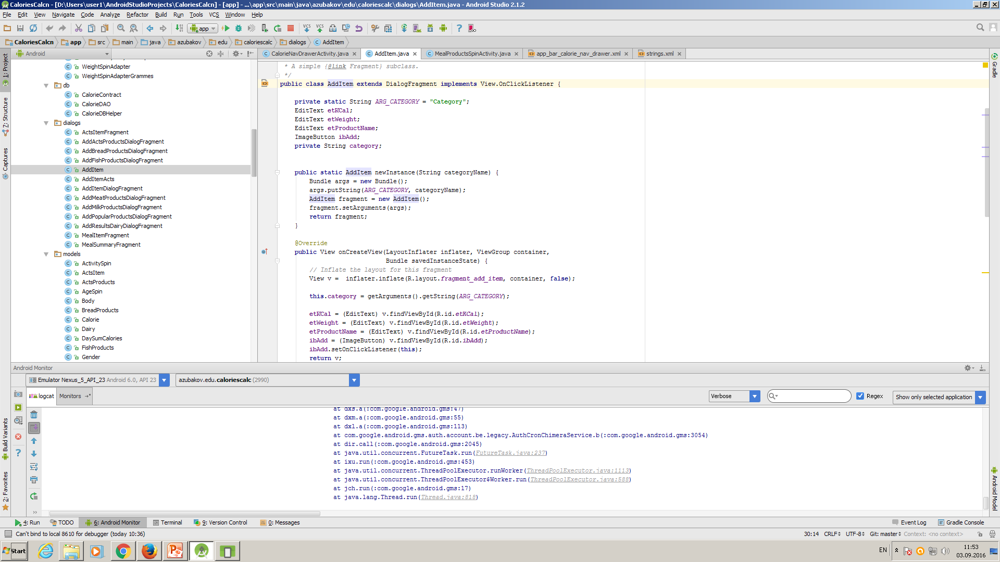 CaloriesCalcn - [D:\Users\user1\AndroidStudioProjects\CaloriesCalcn] - [app] - ...\app\src\main\java\azubakov\edu\caloriescalc\dialogs\AddItem.java - Android Studio 2.1.2
File Edit View Navigate Code Analyze Refactor Build Run Tools VCS Window Help
app
CaloriesCalcn app src main java azubakov edu caloriescalc dialogs AddItem
Android
CalorieNavDrawerActivity.java AddItem.java MealProductsSpinActivity.java app_bar_calorie_nav_drawer.xml strings.xml
1: Project
Z: Structure
Captures
Build Variants
2: Favorites
WeightSpinAdapter
WeightSpinAdapterGrammes
db
CalorieContract
CalorieDAO
CalorieDBHelper
dialogs
ActsItemFragment
AddActsProductsDialogFragment
AddBreadProductsDialogFragment
AddFishProductsDialogFragment
AddItem
AddItemActs
AddItemDialogFragment
AddMeatProductsDialogFragment
AddMilkProductsDialogFragment
AddPopularProductsDialogFragment
AddResultsDairyDialogFragment
MealItemFragment
MealSummaryFragment
models
ActivitySpin
ActsItem
ActsProducts
AgeSpin
Body
BreadProducts
Calorie
Dairy
DaySumCalories
FishProducts
Gender
* A simple {@link Fragment} subclass.
*/
public class AddItem extends DialogFragment implements View.OnClickListener {
private static String ARG_CATEGORY = "Category";
EditText etKCal;
EditText etWeight;
EditText etProductName;
ImageButton ibAdd;
private String category;
public static AddItem newInstance(String categoryName) {
Bundle args = new Bundle();
args.putString(ARG_CATEGORY, categoryName);
AddItem fragment = new AddItem();
fragment.setArguments(args);
return fragment;
}
@Override
public View onCreateView(LayoutInflater inflater, ViewGroup container,
Bundle savedInstanceState) {
// Inflate the layout for this fragment
View v =  inflater.inflate(R.layout.fragment_add_item, container, false);
this.category = getArguments().getString(ARG_CATEGORY);
etKCal = (EditText) v.findViewById(R.id.etKCal);
etWeight = (EditText) v.findViewById(R.id.etWeight);
etProductName = (EditText) v.findViewById(R.id.etProductName);
ibAdd = (ImageButton) v.findViewById(R.id.ibAdd);
ibAdd.setOnClickListener(this);
return v;
Gradle
Android Model
Android Monitor
Emulator Nexus_5_API_23 Android 6.0, API 23
azubakov.edu.caloriescalc (2990)
logcat Monitors
Verbose
Regex
Show only selected application
at dxs.a(:com.google.android.gms:47)
at dxm.a(:com.google.android.gms:55)
at dxl.a(:com.google.android.gms:113)
at com.google.android.gms.auth.account.be.legacy.AuthCronChimeraService.b(:com.google.android.gms:3054)
at dir.call(:com.google.android.gms:2045)
at java.util.concurrent.FutureTask.run(FutureTask.java:237)
at ixu.run(:com.google.android.gms:453)
at java.util.concurrent.ThreadPoolExecutor.runWorker(ThreadPoolExecutor.java:1113)
at java.util.concurrent.ThreadPoolExecutor$Worker.run(ThreadPoolExecutor.java:588)
at jch.run(:com.google.android.gms:17)
at java.lang.Thread.run(Thread.java:818)
4: Run TODO 6: Android Monitor Terminal 9: Version Control 0: Messages Event Log Gradle Console
Can't bind to local 8610 for debugger (today 10:36) 30:14 CRLF UTF-8 Git: master Context: <no context>
Start
EN
11:53
03.09.2016